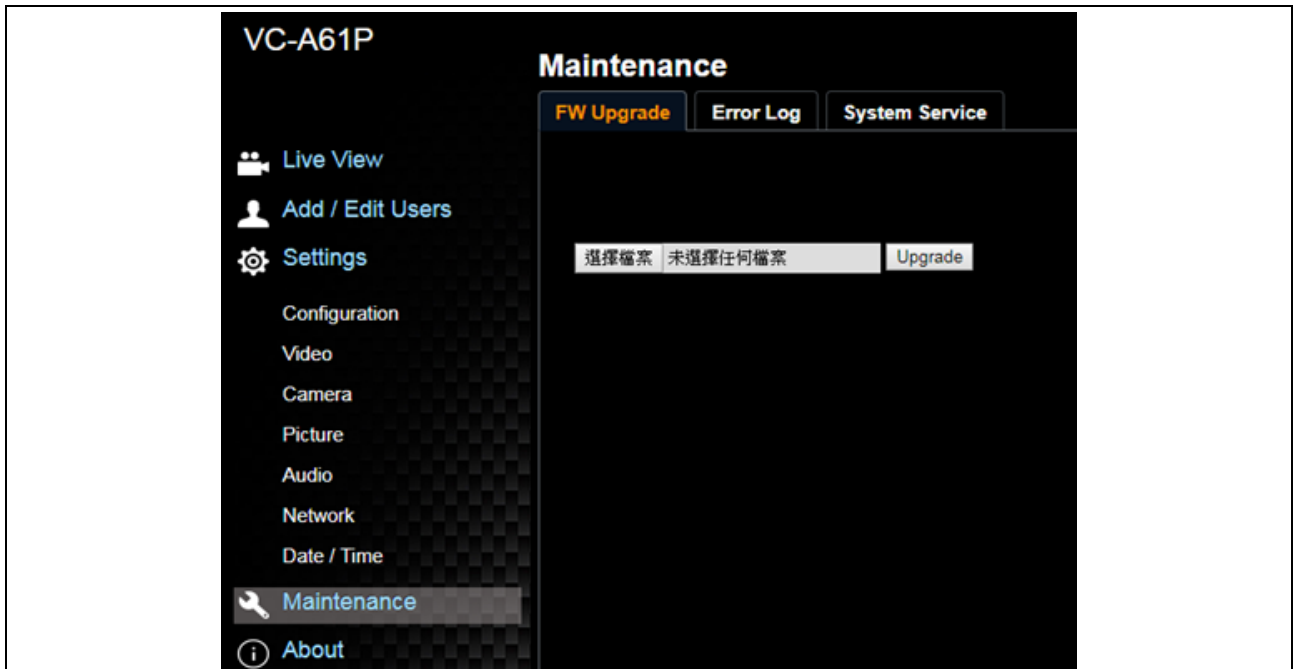 VC-A61P
Maintenance
FW Upgrade Error Log System Service
Live View
Add / Edit Users
Settings
Configuration
Video
Camera
Picture
Audio
Network
Date / Time
Maintenance
About
選擇檔案 未選擇任何檔案 Upgrade